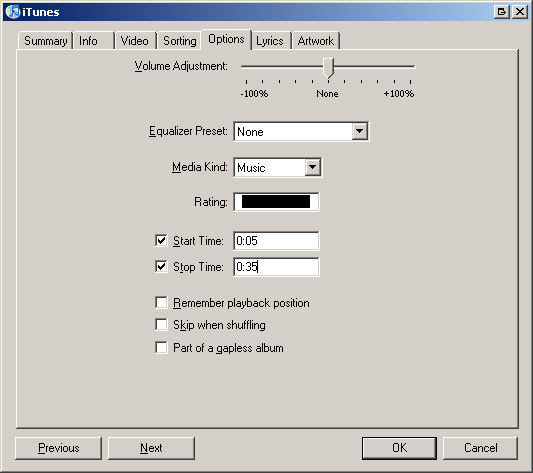 iTunes
Summary Info Video Sorting Options Lyrics Artwork
Volume Adjustment:
-100% None +100%
Equalizer Preset: None
Media Kind: Music
Rating:
Start Time: 0:05
Stop Time: 0:35
Remember playback position
Skip when shuffling
Part of a gapless album
Previous Next OK Cancel